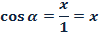 cos α = x/1 = x